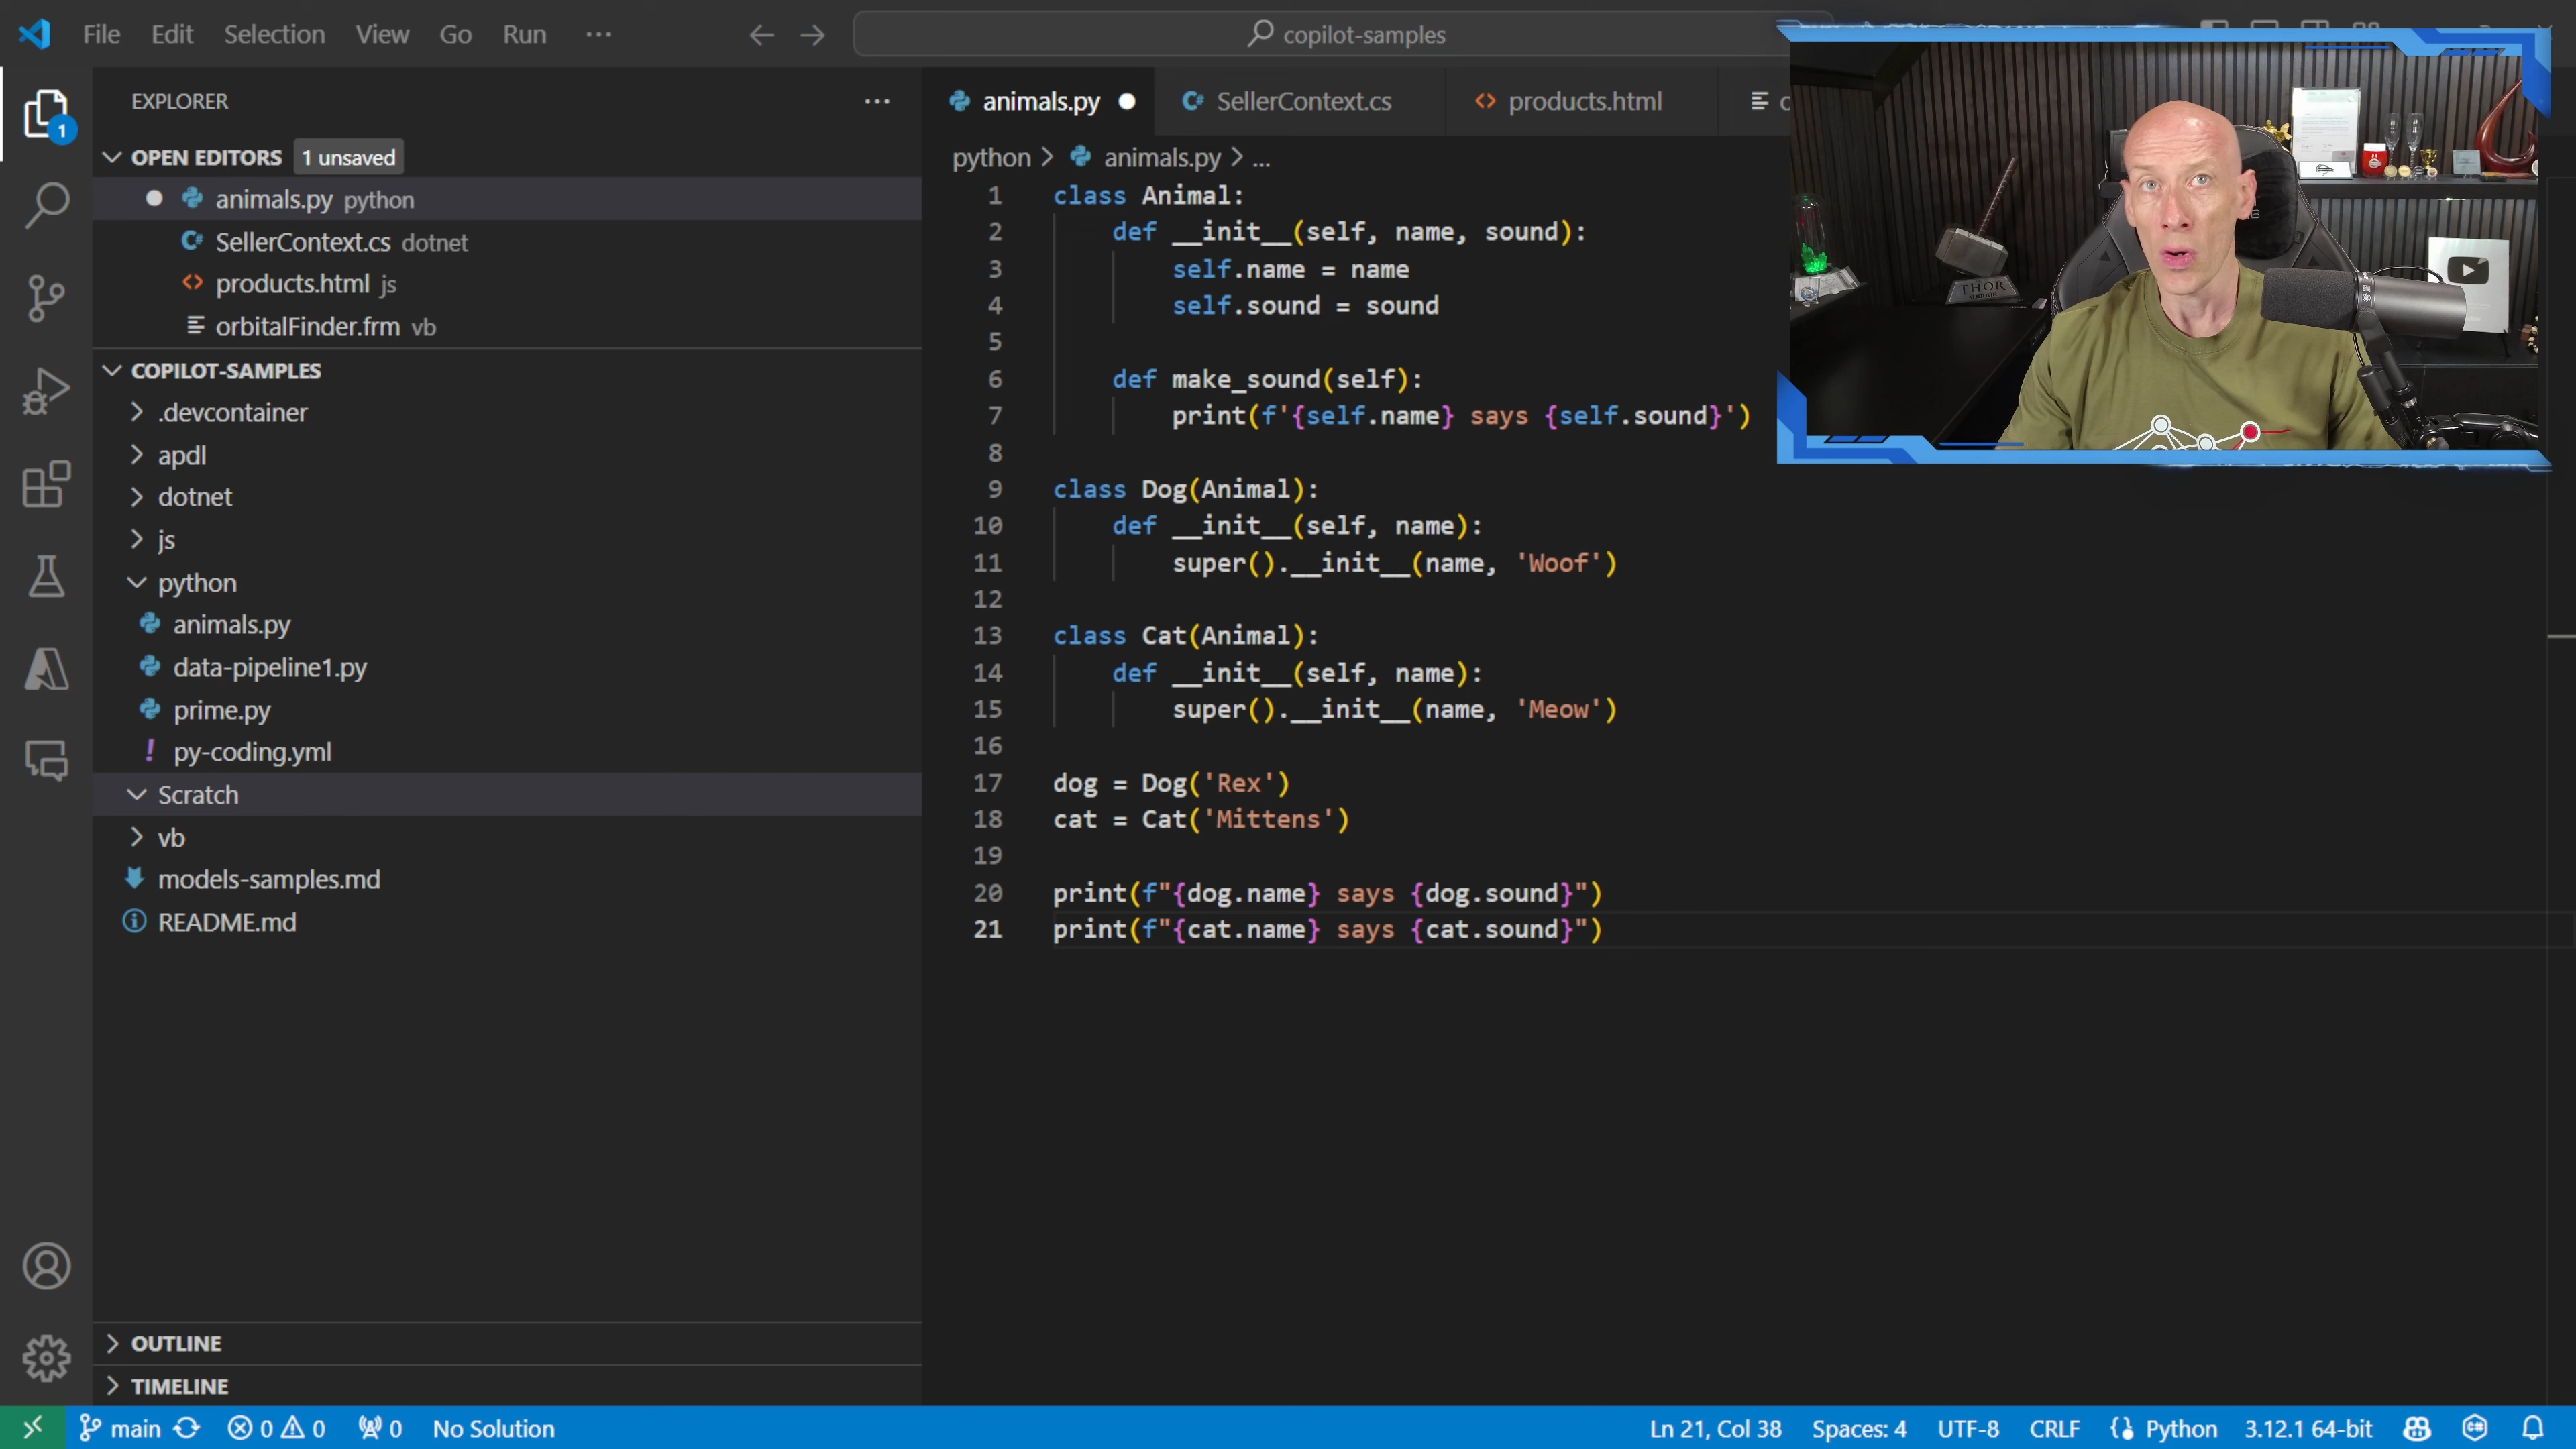 File Edit Selection View Go Run ···
copilot-samples
EXPLORER
OPEN EDITORS 1 unsaved
animals.py python
SellerContext.cs dotnet
products.html js
orbitalFinder.frm vb
COPILOT-SAMPLES
.devcontainer
apdl
dotnet
js
python
animals.py
data-pipeline1.py
prime.py
! py-coding.yml
Scratch
vb
models-samples.md
README.md
OUTLINE
TIMELINE
1
animals.py
SellerContext.cs
products.html
python > animals.py > ...
1 class Animal:
2 def __init__(self, name, sound):
3 self.name = name
4 self.sound = sound
5
6 def make_sound(self):
7 print(f'{self.name} says {self.sound}')
8
9 class Dog(Animal):
10 def __init__(self, name):
11 super().__init__(name, 'Woof')
12
13 class Cat(Animal):
14 def __init__(self, name):
15 super().__init__(name, 'Meow')
16
17 dog = Dog('Rex')
18 cat = Cat('Mittens')
19
20 print(f"{dog.name} says {dog.sound}")
21 print(f"{cat.name} says {cat.sound}")
THOR
main 0 0 0 No Solution
Ln 21, Col 38 Spaces: 4 UTF-8 CRLF Python 3.12.1 64-bit